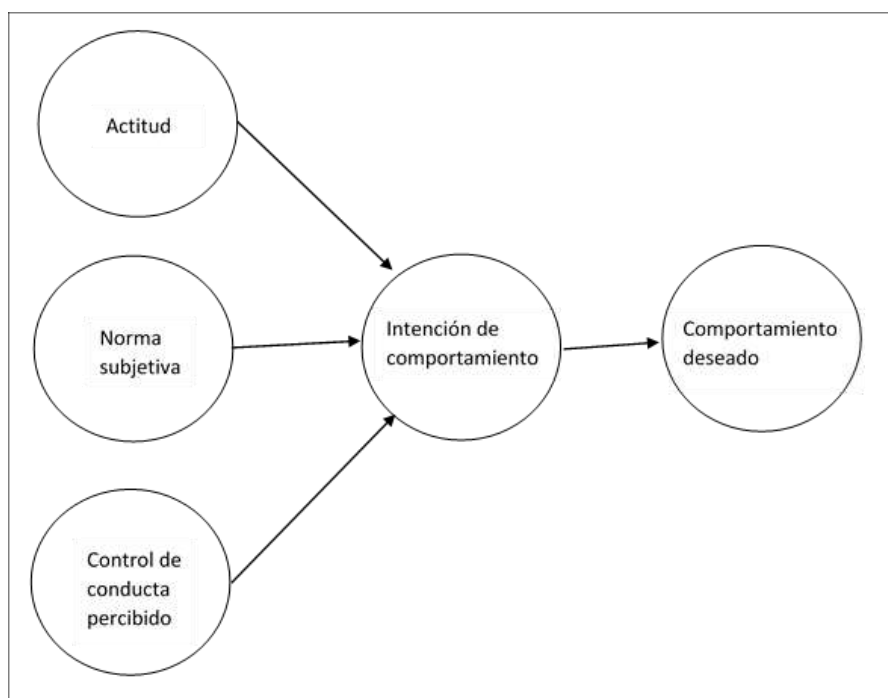 Actitud
Norma
subjetiva
Control de
conducta
percibido
Intención de
comportamiento
Comportamiento
deseado